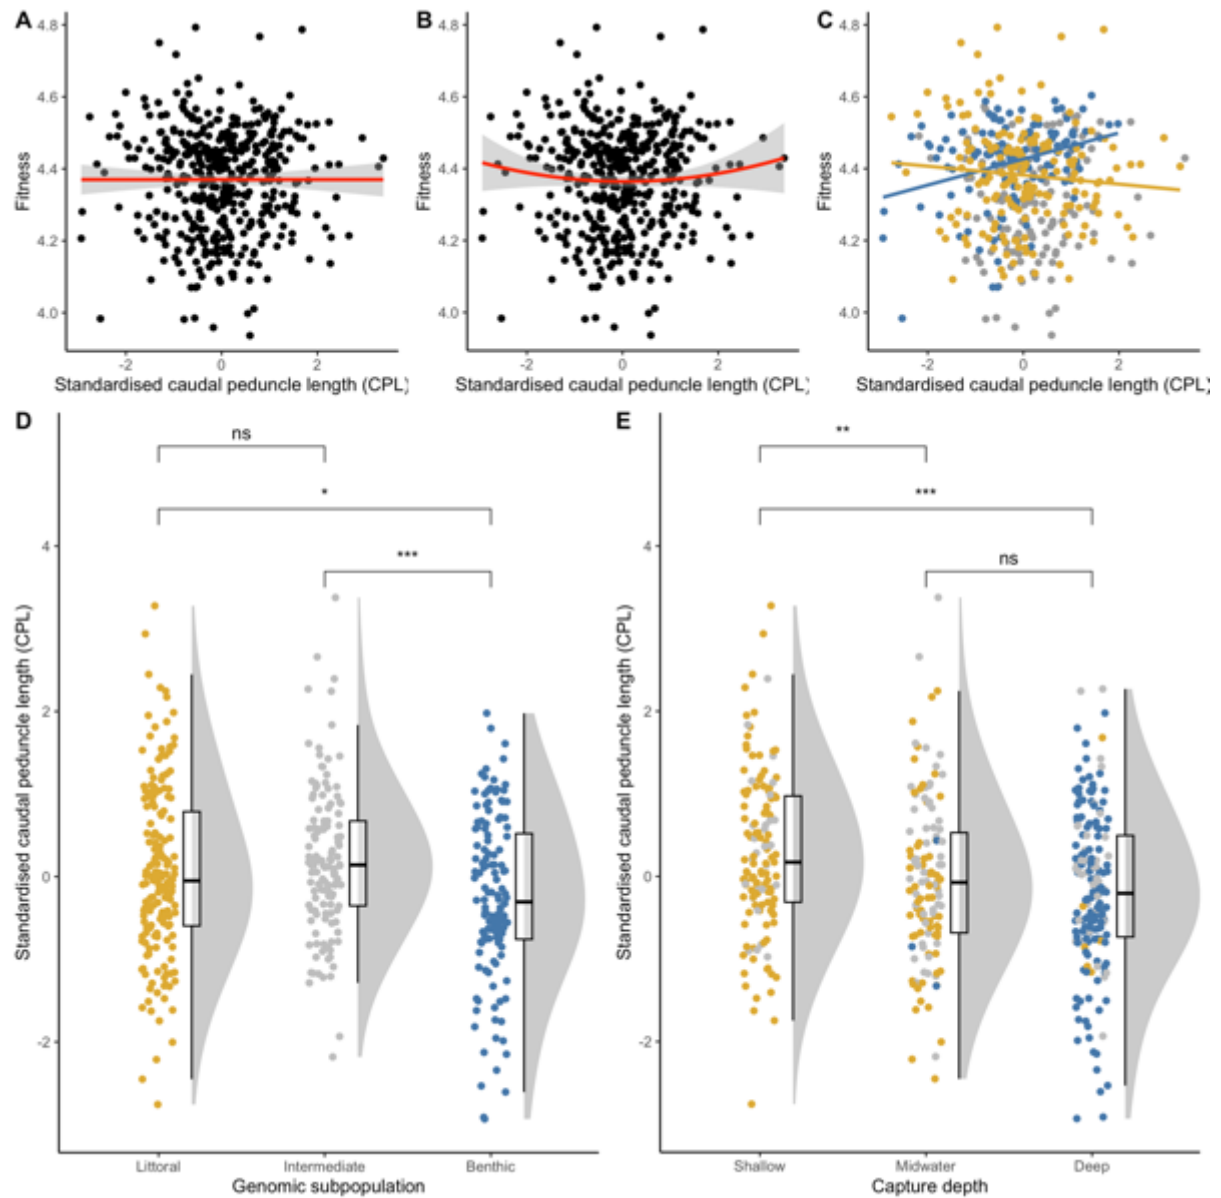 A
4.8
4.6
4.4
4.2
4.0
Fitness
-2
0
2
Standardised caudal peduncle length (CPL)
B
4.8
4.6
4.4
4.2
4.0
Fitness
-2
0
2
Standardised caudal peduncle length (CPL)
C
4.8
4.6
4.4
4.2
4.0
Fitness
-2
0
2
Standardised caudal peduncle length (CPL)
D
ns
*
***
4
2
0
-2
Standardised caudal peduncle length (CPL)
Littoral
Intermediate
Benthic
Genomic subpopulation
E
**
***
ns
4
2
0
-2
Standardised caudal peduncle length (CPL)
Shallow
Midwater
Deep
Capture depth